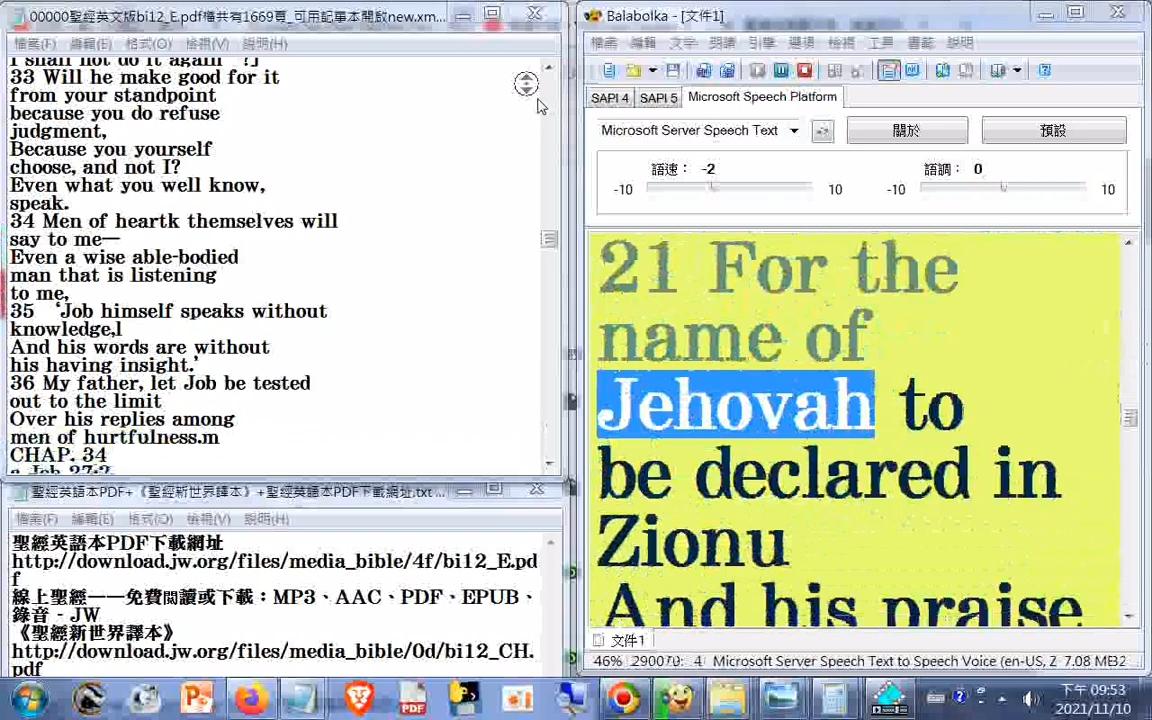 00000聖經英文版bi12_E.pdf檔共有1669頁_可用記事本開啟new.xm...
檔案(F) 編輯(E) 格式(O) 檢視(V) 說明(H)
I shall not do it again'?"
33 Will he make good for it
from your standpoint
because you do refuse
judgment,
Because you yourself
choose, and not I?
Even what you well know,
speak.
34 Men of heartk themselves will
say to me—
Even a wise able-bodied
man that is listening
to me,
35 ‘Job himself speaks without
knowledge,l
And his words are without
his having insight.’
36 My father, let Job be tested
out to the limit
Over his replies among
men of hurtfulness.m
CHAP. 34
a Job 27:2
聖經英語本PDF+《聖經新世界譯本》+聖經英語本PDF下載網址.txt ...
檔案(F) 編輯(E) 格式(O) 檢視(V) 說明(H)
聖經英語本PDF下載網址
http://download.jw.org/files/media_bible/4f/bi12_E.pd
f
線上聖經——免費閱讀或下載：MP3、AAC、PDF、EPUB、
錄音 - JW
《聖經新世界譯本》
http://download.jw.org/files/media_bible/0d/bi12_CH.
pdf
Balabolka - [文件1]
檔案 編輯 文字 朗讀 引擎 選項 檢視 工具 書籤 說明
SAPI 4 SAPI 5 Microsoft Speech Platform
Microsoft Server Speech Text 關於 預設
語速： -2 語調： 0
-10 10 -10 10
21 For the
name of
Jehovah to
be declared in
Zionu
And his praise
文件1
46% 4 Microsoft Server Speech Text to Speech Voice (en-US, Z 7.08 MB
PDF
下午 09:53
2021/11/10